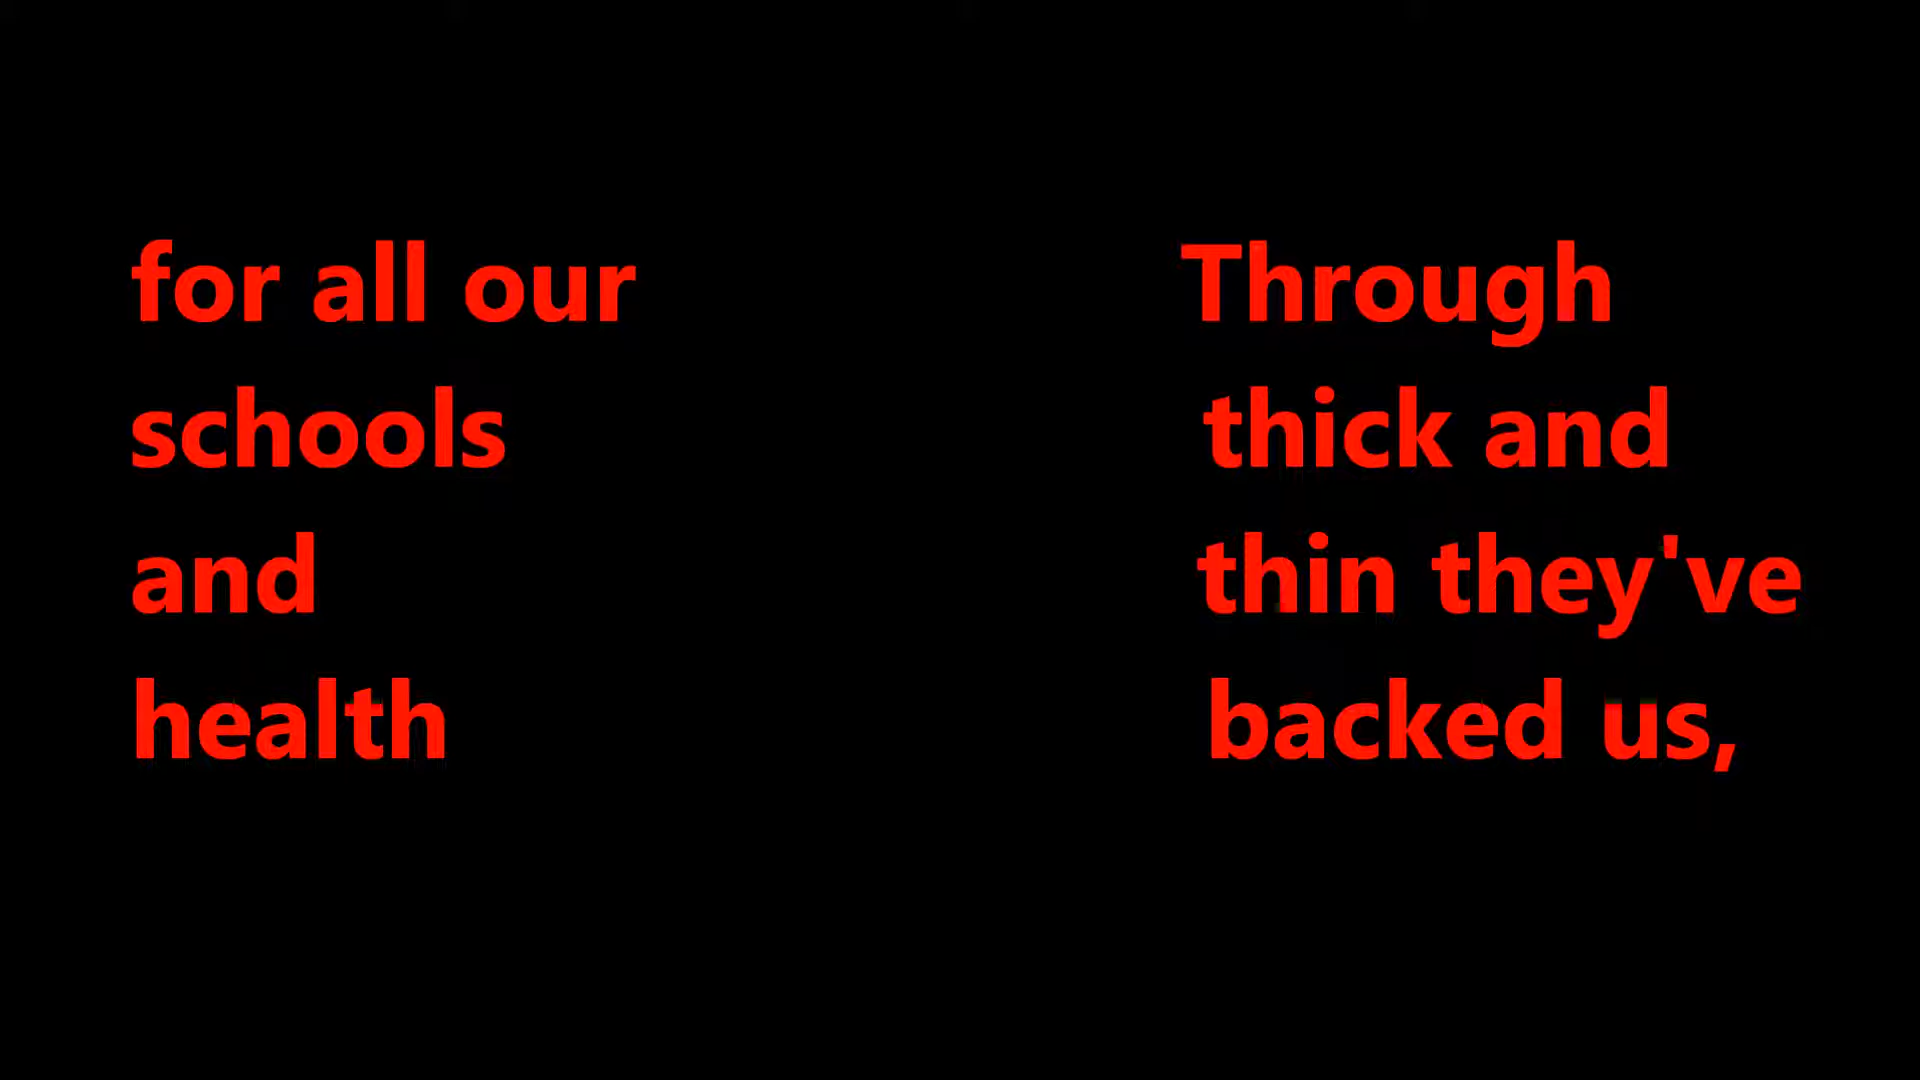 for all our
schools
and
health
Through
thick and
thin they've
backed us,